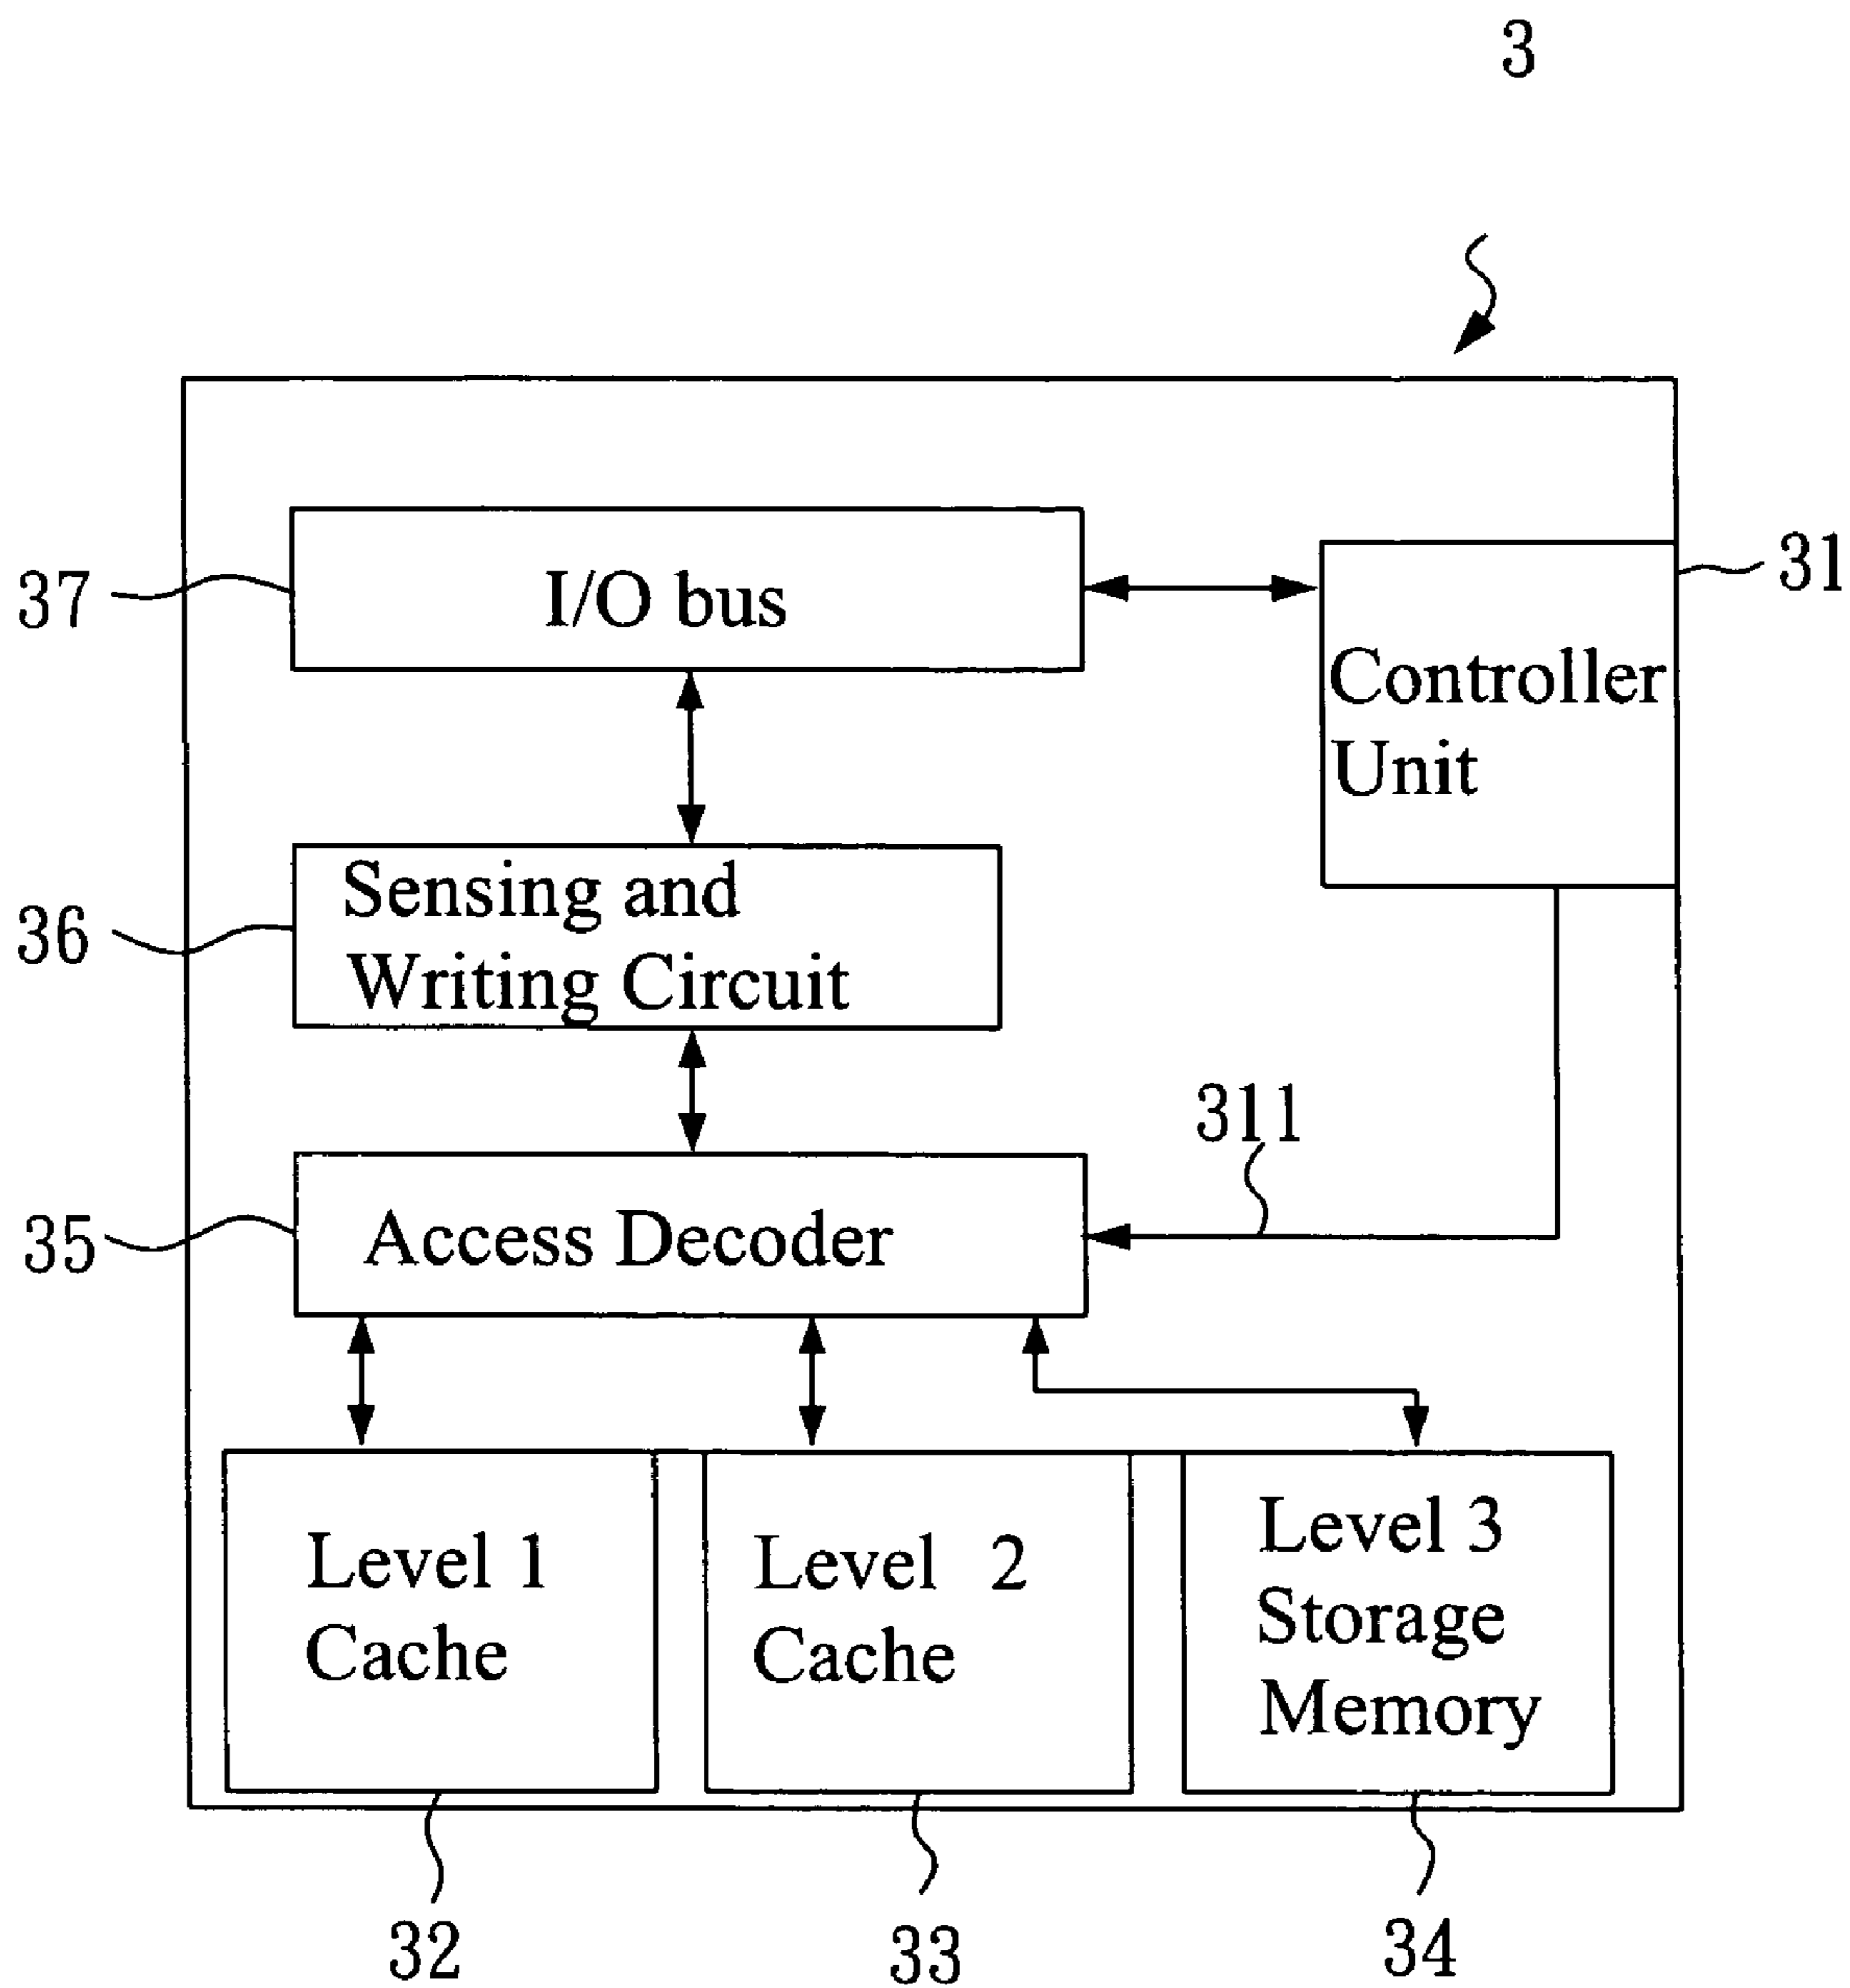 3
37
I/O bus
31
Controller
Unit
36
Sensing and
Writing Circuit
311
35
Access Decoder
Level 1
Cache
Level 2
Cache
Level 3
Storage
Memory
32
33
34